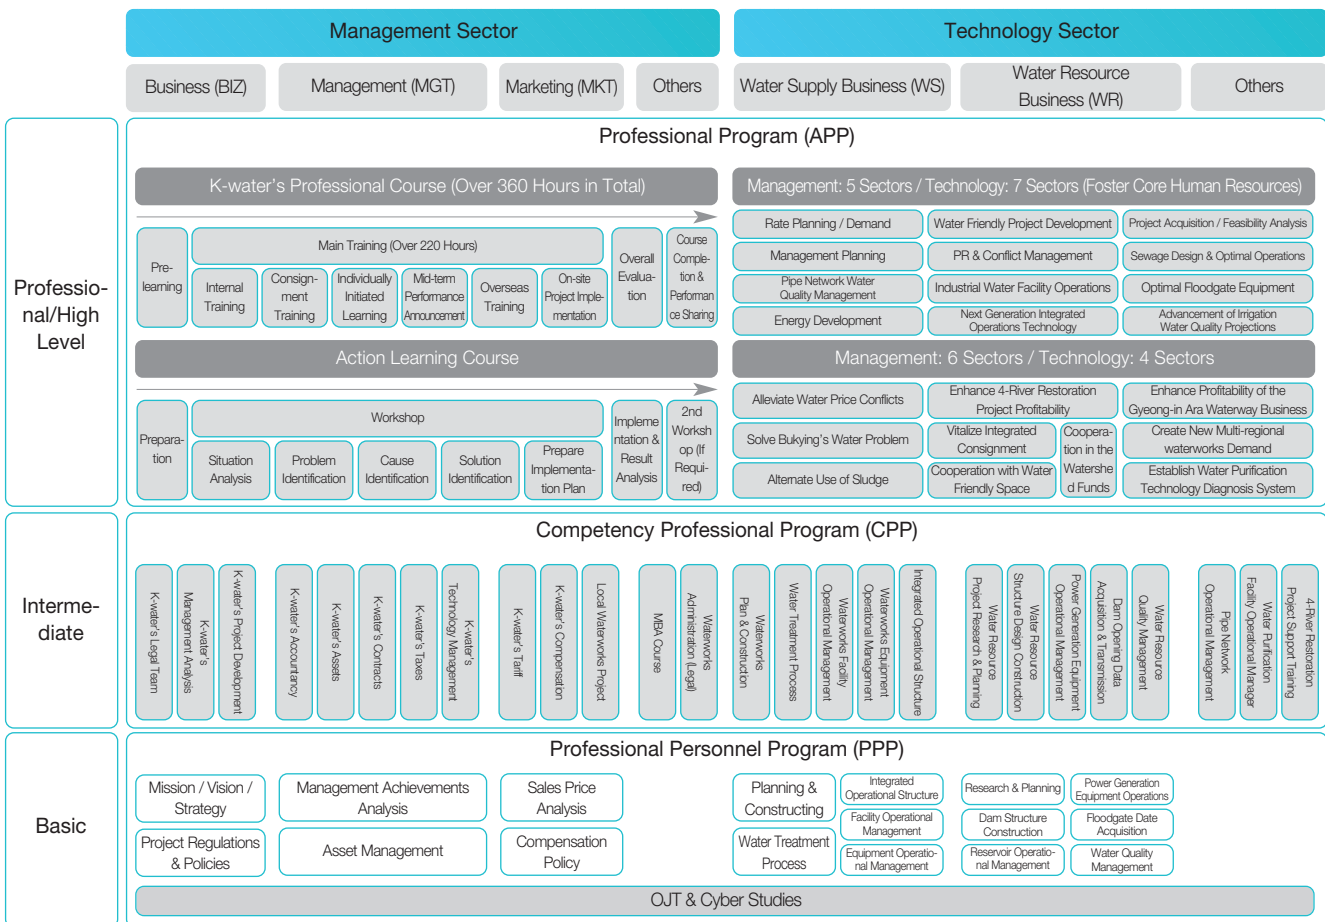 Management Sector
Technology Sector
Business (BIZ)
Management (MGT)
Marketing (MKT)
Others
Water Supply Business (WS)
Water Resource
Business (WR)
Others
Professio-
nal/High
Level
Professional Program (APP)
K-water's Professional Course (Over 360 Hours in Total)
Pre-
learning
Main Training (Over 220 Hours)
Internal
Training
Consign-
ment
Training
Individually
Initiated
Learning
Mid-term
Performance
Announcement
Overseas
Training
On-site
Project Imple-
mentation
Overall
Evalua-
tion
Course
Comple-
tion &
Performan
ce Sharing
Management: 5 Sectors / Technology: 7 Sectors (Foster Core Human Resources)
Rate Planning / Demand
Water Friendly Project Development
Project Acquisition / Feasibility Analysis
Management Planning
PR & Conflict Management
Sewage Design & Optimal Operations
Pipe Network Water
Quality Management
Industrial Water Facility Operations
Optimal Floodgate Equipment
Energy Development
Next Generation Integrated
Operations Technology
Advancement of Irrigation
Water Quality Projections
Action Learning Course
Prepara-
tion
Workshop
Situation
Analysis
Problem
Identification
Cause
Identification
Solution
Identification
Prepare
Implementa-
tion Plan
Impleme
ntation &
Result
Analysis
2nd
Worksh
op (If
Requi-
red)
Management: 6 Sectors / Technology: 4 Sectors
Alleviate Water Price Conflicts
Enhance 4-River Restoration
Project Profitability
Enhance Profitability of the
Gyeong-in Ara Waterway Business
Solve Bukying's Water Problem
Vitalize Integrated
Consignment
Coopera-
tion in the
Watershe
d Funds
Create New Multi-regional
waterworks Demand
Alternate Use of Sludge
Cooperation with Water
Friendly Space
Establish Water Purification
Technology Diagnosis System
Interme-
diate
Competency Professional Program (CPP)
K-water's Legal Team
K-water's
Management Analysis
K-water's Project Development
K-water's Accountancy
K-water's Assets
K-water's Contacts
K-water's Taxes
K-water's
Technology Management
K-water's Tariff
K-water's Compensation
Local Waterworks Project
MBA Course
Waterworks
Administration (Legal)
Waterworks
Plan & Construction
Water Treatment Process
Waterworks Facility
Operational Management
Waterworks Equipment
Operational Management
Integrated Operational Structure
Water Resource
Project Research & Planning
Water Resource
Structure Design Construction
Power Generation Equipment
Operational Management
Dam Opening Data
Acquisition & Transmission
Water Resource
Quality Management
Pipe Network
Operational Management
Water Purification
Facility Operational Manager
4-River Restoration
Project Support Training
Basic
Professional Personnel Program (PPP)
Mission / Vision /
Strategy
Management Achievements
Analysis
Sales Price
Analysis
Project Regulations
& Policies
Asset Management
Compensation
Policy
Planning &
Constructing
Integrated
Operational Structure
Research & Planning
Power Generation
Equipment Operations
Facility Operational
Management
Dam Structure
Construction
Floodgate Date
Acquisition
Water Treatment
Process
Equipment Operatio-
nal Management
Reservoir Operatio-
nal Management
Water Quality
Management
OJT & Cyber Studies